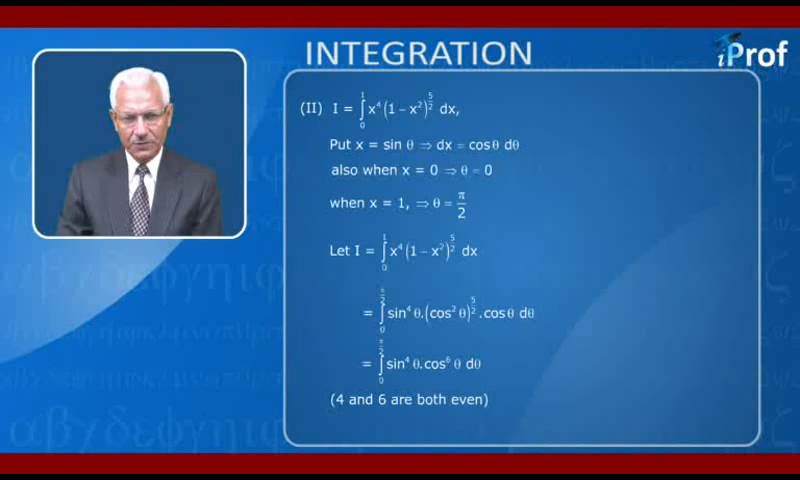 INTEGRATION
iProf
(II) I = ∫₀¹ x⁴ (1 – x²)^(5/2) dx,
Put x = sin θ ⇒ dx = cos θ dθ
also when x = 0 ⇒ θ = 0
when x = 1, ⇒ θ = π/2
Let I = ∫₀¹ x⁴ (1 – x²)^(5/2) dx
= ∫₀^(π/2) sin⁴ θ.(cos² θ)^(5/2).cos θ dθ
= ∫₀^(π/2) sin⁴ θ.cos⁶ θ dθ
(4 and 6 are both even)